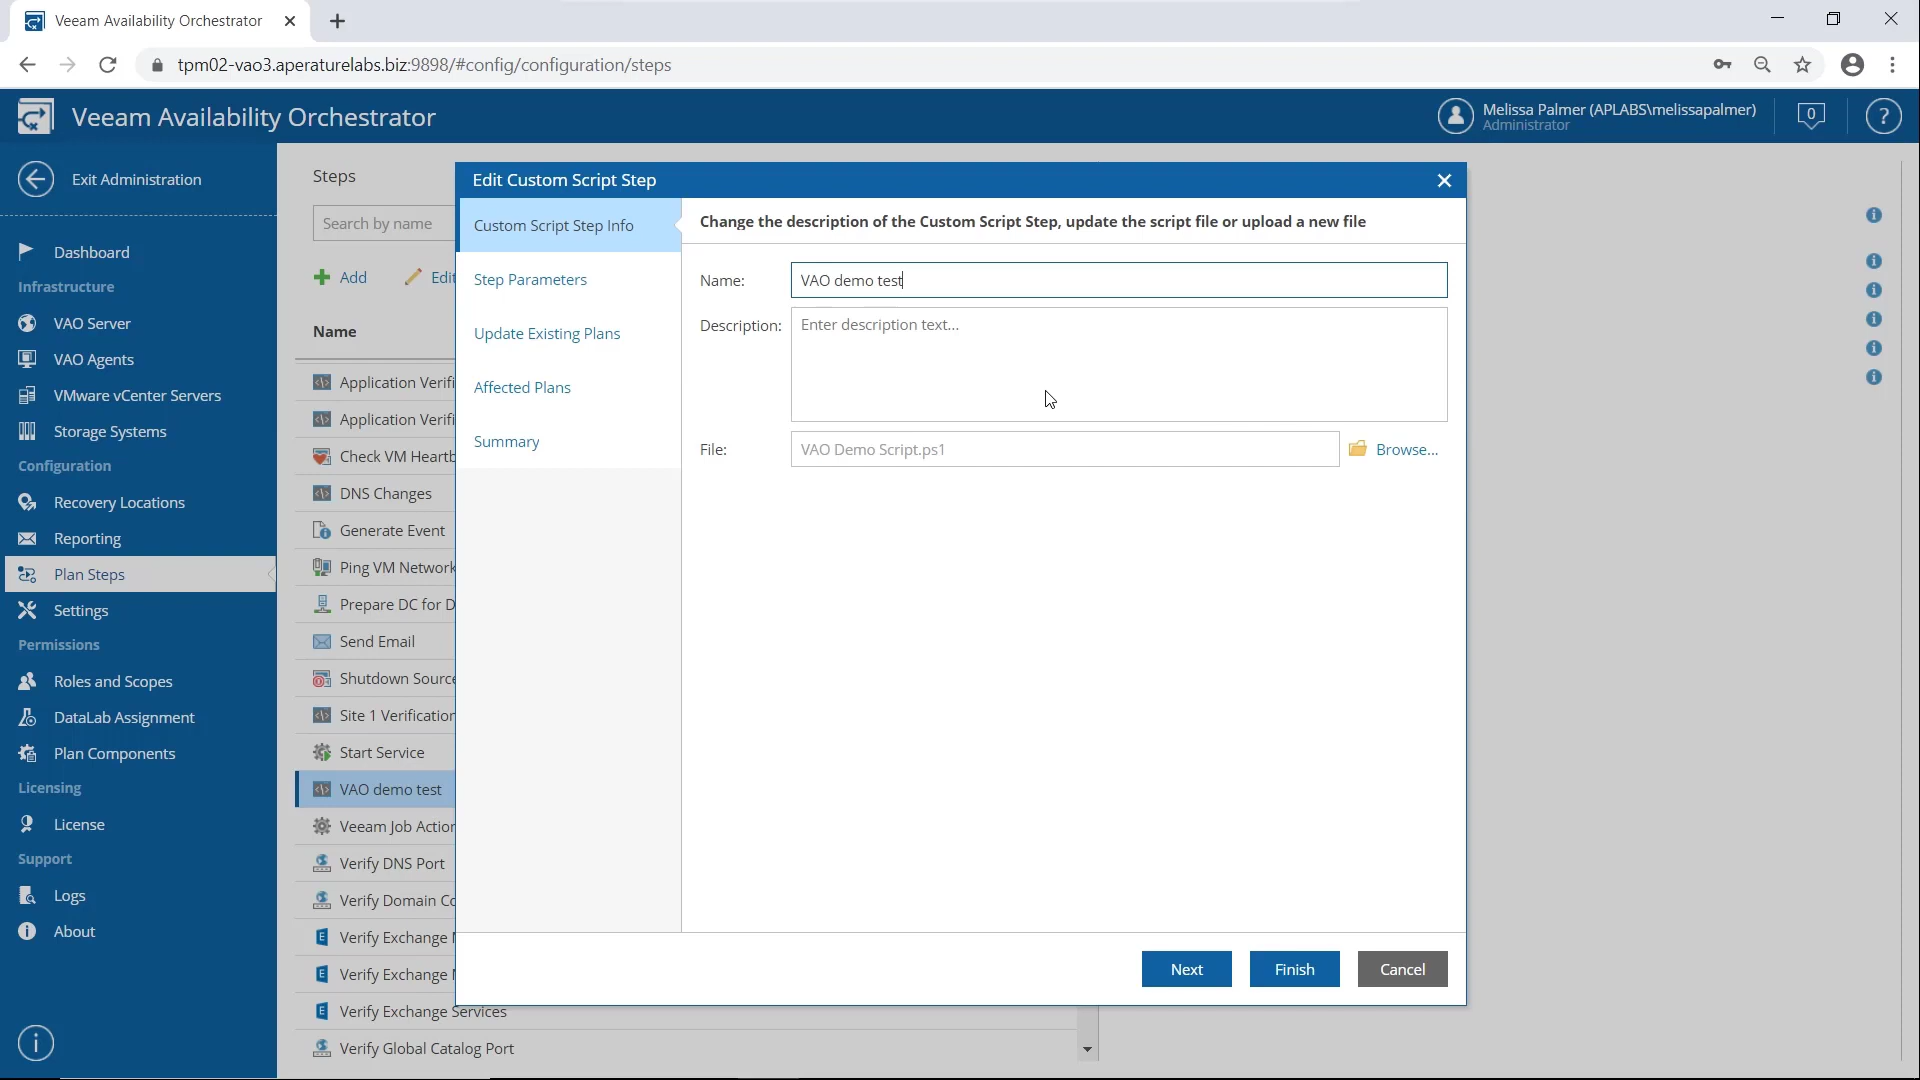 Veeam Availability Orchestrator
tpm02-vao3.aperaturelabs.biz:9898/#config/configuration/steps
Veeam Availability Orchestrator
Melissa Palmer (APLABS\melissapalmer)
Administrator
0
?
Exit Administration
Dashboard
Infrastructure
VAO Server
VAO Agents
VMware vCenter Servers
Storage Systems
Configuration
Recovery Locations
Reporting
Plan Steps
Settings
Permissions
Roles and Scopes
DataLab Assignment
Plan Components
Licensing
License
Support
Logs
About
Steps
Search by name
Add
Edit
Name
Application Verifi
Application Verifi
Check VM Heartb
DNS Changes
Generate Event
Ping VM Network
Prepare DC for D
Send Email
Shutdown Source
Site 1 Verification
Start Service
VAO demo test
Veeam Job Action
Verify DNS Port
Verify Domain Co
Verify Exchange
Verify Exchange
Verify Exchange Services
Verify Global Catalog Port
Edit Custom Script Step
Custom Script Step Info
Step Parameters
Update Existing Plans
Affected Plans
Summary
Change the description of the Custom Script Step, update the script file or upload a new file
Name: VAO demo test
Description: Enter description text...
File: VAO Demo Script.ps1 Browse...
Next Finish Cancel